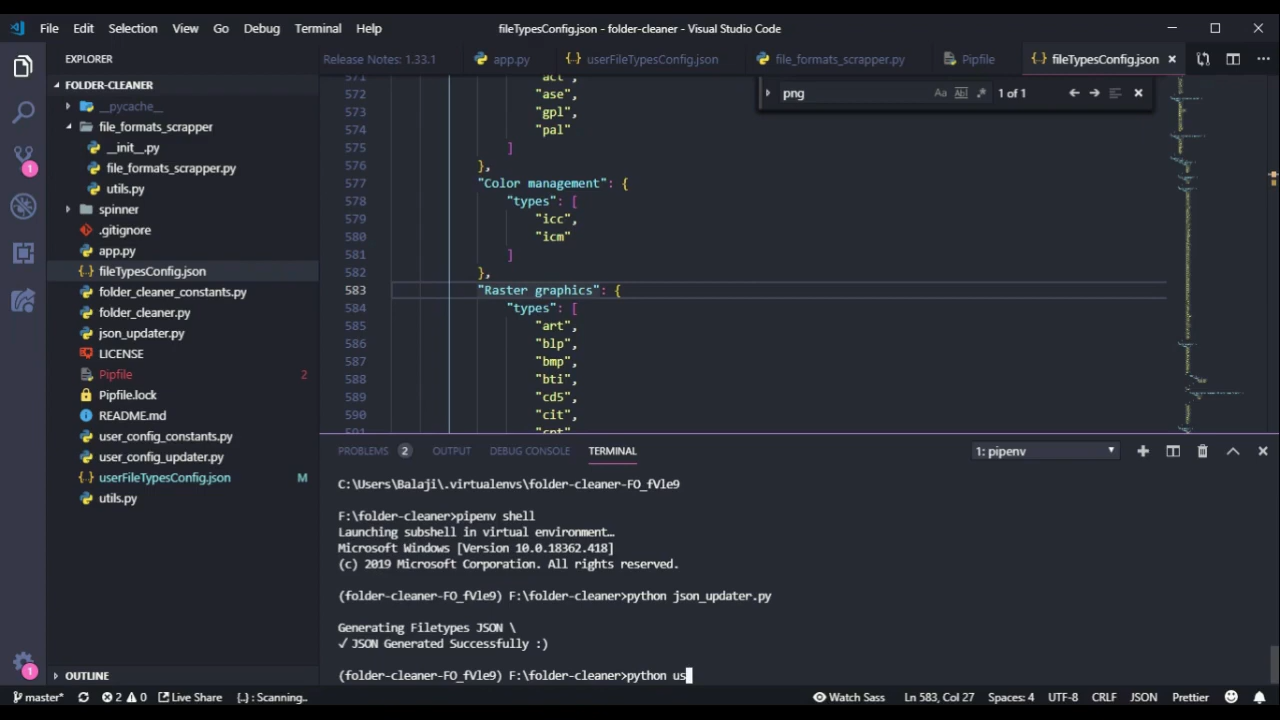 File Edit Selection View Go Debug Terminal Help
fileTypesConfig.json - folder-cleaner - Visual Studio Code
EXPLORER
FOLDER-CLEANER
__pycache__
file_formats_scrapper
__init__.py
file_formats_scrapper.py
utils.py
spinner
.gitignore
app.py
fileTypesConfig.json
folder_cleaner_constants.py
folder_cleaner.py
json_updater.py
LICENSE
Pipfile 2
Pipfile.lock
README.md
user_config_constants.py
user_config_updater.py
userFileTypesConfig.json M
utils.py
OUTLINE
1
1
Release Notes: 1.33.1 app.py userFileTypesConfig.json file_formats_scrapper.py Pipfile fileTypesConfig.json
png Aa Abl .* 1 of 1
571 "act",
572 "ase",
573 "gpl",
574 "pal"
575 ]
576 },
577 "Color management": {
578 "types": [
579 "icc",
580 "icm"
581 ]
582 },
583 "Raster graphics": {
584 "types": [
585 "art",
586 "blp",
587 "bmp",
588 "bti",
589 "cd5",
590 "cit",
591 "cpt",
PROBLEMS 2 OUTPUT DEBUG CONSOLE TERMINAL 1: pipenv
C:\Users\Balaji\.virtualenvs\folder-cleaner-FO_fVle9
F:\folder-cleaner>pipenv shell
Launching subshell in virtual environment…
Microsoft Windows [Version 10.0.18362.418]
(c) 2019 Microsoft Corporation. All rights reserved.
(folder-cleaner-FO_fVle9) F:\folder-cleaner>python json_updater.py
Generating Filetypes JSON \
√ JSON Generated Successfully :)
(folder-cleaner-FO_fVle9) F:\folder-cleaner>python us
master* 2 0 Live Share {..} : Scanning.. Watch Sass Ln 583, Col 27 Spaces: 4 UTF-8 CRLF JSON Prettier